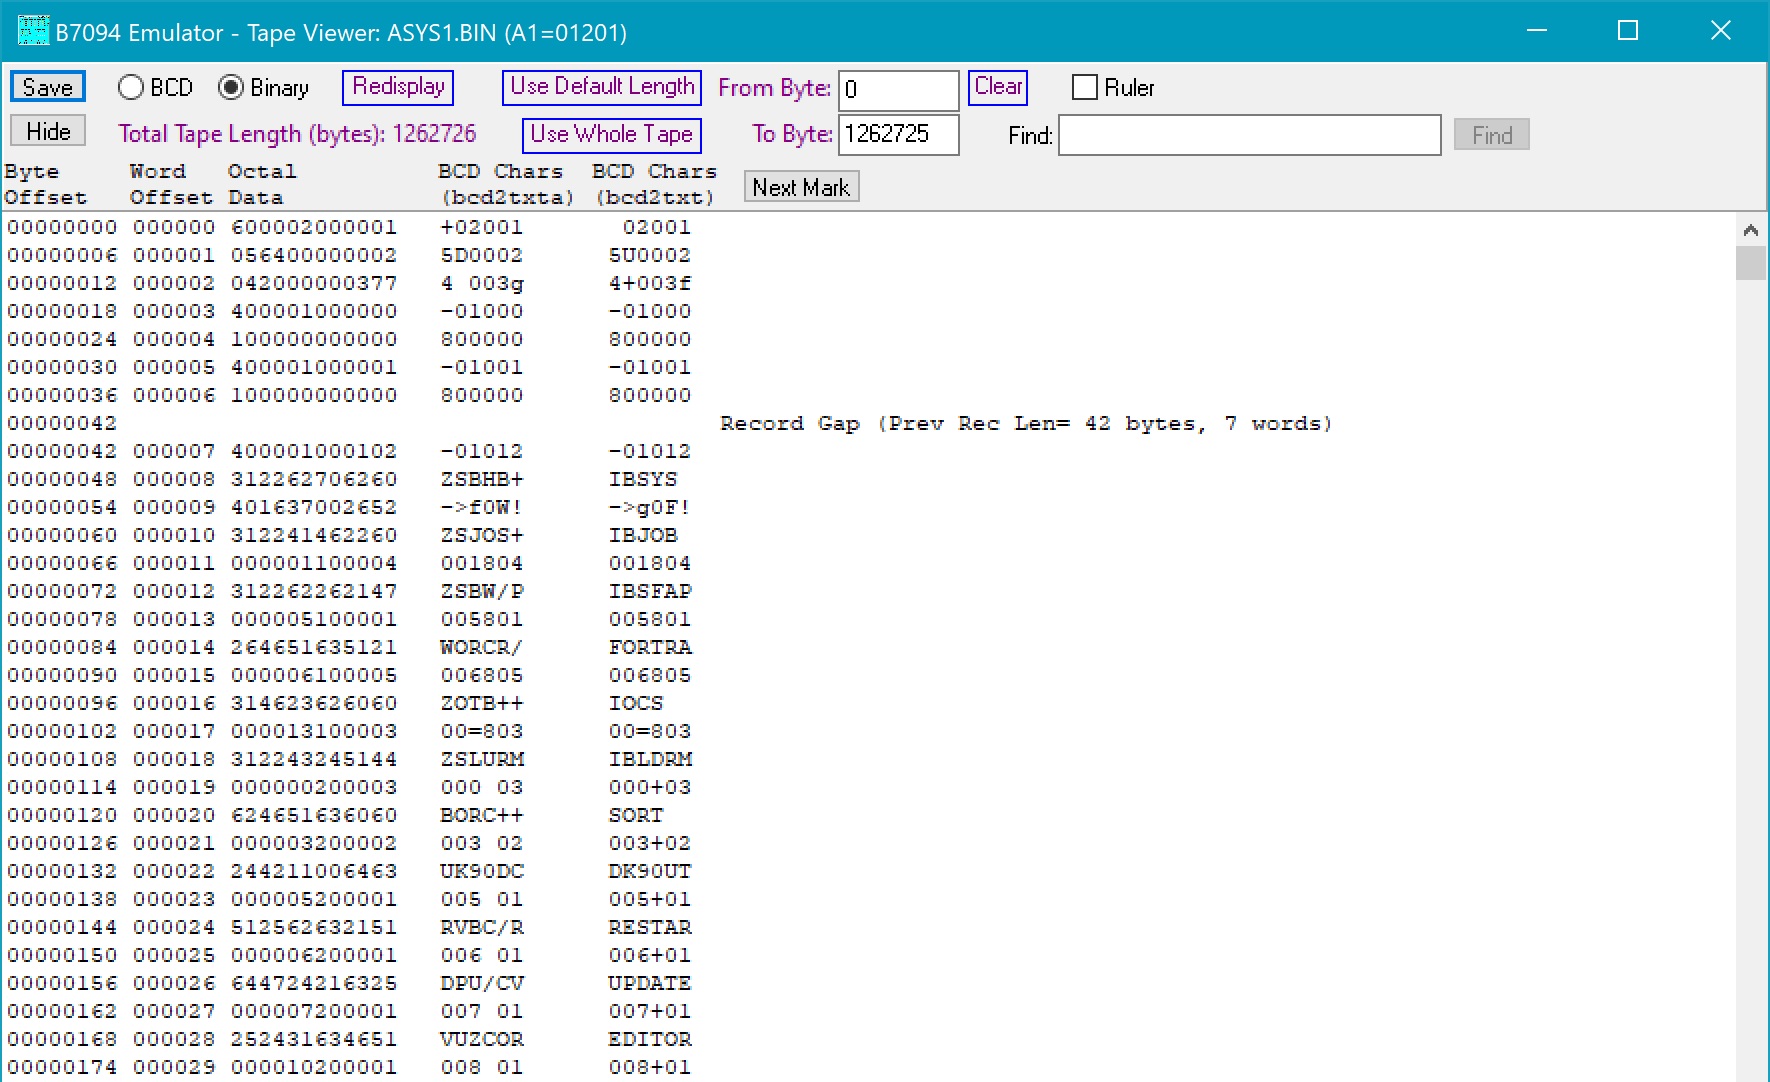 B7094 Emulator - Tape Viewer: ASYS1.BIN (A1=01201)
Save BCD Binary Redisplay Use Default Length From Byte: 0 Clear Ruler
Hide Total Tape Length (bytes): 1262726 Use Whole Tape To Byte: 1262725 Find: Find
Byte Word Octal BCD Chars BCD Chars
Offset Offset Data (bcd2txta) (bcd2txt) Next Mark
00000000 000000 600002000001 +02001 02001
00000006 000001 056400000002 5D0002 5U0002
00000012 000002 042000000377 4 003g 4+003f
00000018 000003 400001000000 -01000 -01000
00000024 000004 100000000000 800000 800000
00000030 000005 400001000001 -01001 -01001
00000036 000006 100000000000 800000 800000
00000042 Record Gap (Prev Rec Len= 42 bytes, 7 words)
00000042 000007 400001000102 -01012 -01012
00000048 000008 312262706260 ZSBHB+ IBSYS
00000054 000009 401637002652 ->f0W! ->g0F!
00000060 000010 312241462260 ZSJOS+ IBJOB
00000066 000011 000001100004 001804 001804
00000072 000012 312262262147 ZSBW/P IBSFAP
00000078 000013 000005100001 005801 005801
00000084 000014 264651635121 WORCR/ FORTRA
00000090 000015 000006100005 006805 006805
00000096 000016 314623626060 ZOTB++ IOCS
00000102 000017 000013100003 00=803 00=803
00000108 000018 312243245144 ZSLURM IBLDRM
00000114 000019 000000200003 000 03 000+03
00000120 000020 624651636060 BORC++ SORT
00000126 000021 000003200002 003 02 003+02
00000132 000022 244211006463 UK90DC DK90UT
00000138 000023 000005200001 005 01 005+01
00000144 000024 512562632151 RVBC/R RESTAR
00000150 000025 000006200001 006 01 006+01
00000156 000026 644724216325 DPU/CV UPDATE
00000162 000027 000007200001 007 01 007+01
00000168 000028 252431634651 VUZCOR EDITOR
00000174 000029 000010200001 008 01 008+01